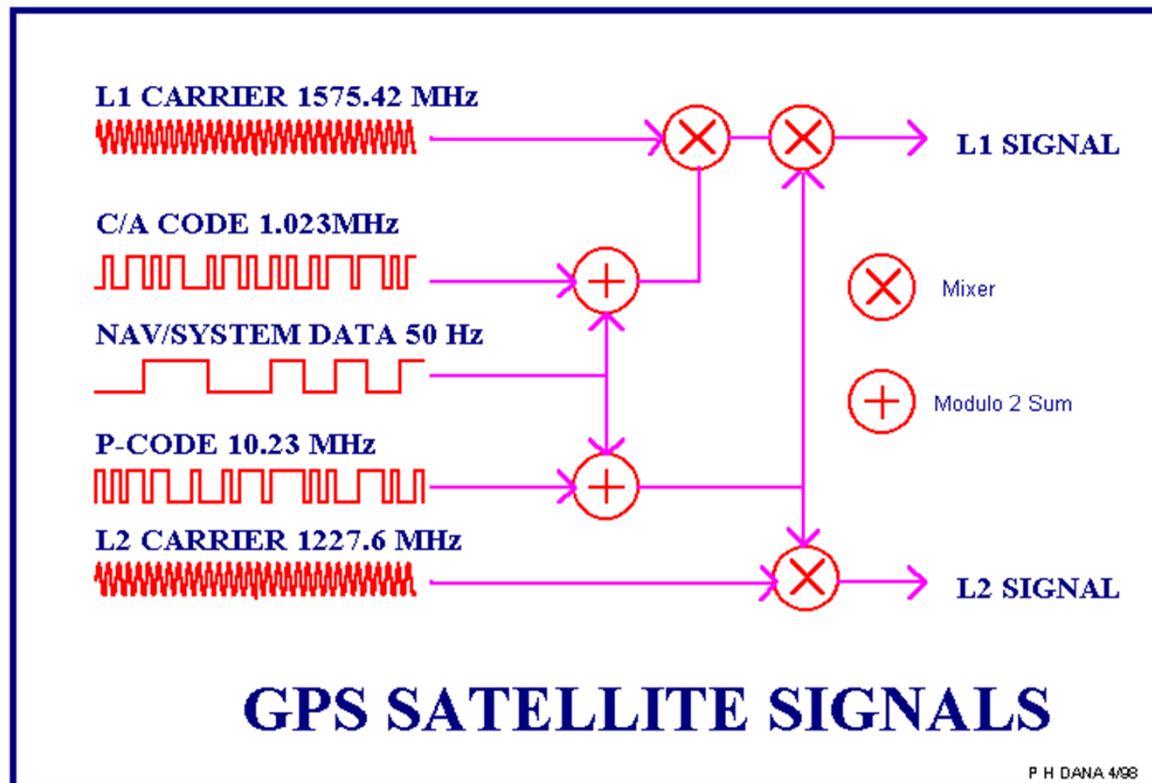 L1 CARRIER 1575.42 MHz
L1 SIGNAL
C/A CODE 1.023MHz
Mixer
NAV/SYSTEM DATA 50 Hz
Modulo 2 Sum
P-CODE 10.23 MHz
L2 CARRIER 1227.6 MHz
L2 SIGNAL
GPS SATELLITE SIGNALS
P H DANA 4/98